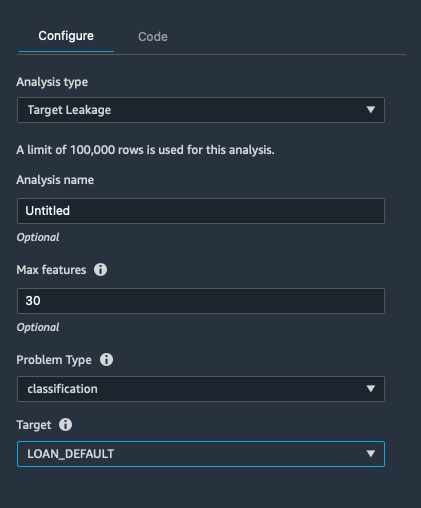 Configure Code
Analysis type
Target Leakage
A limit of 100,000 rows is used for this analysis.
Analysis name
Untitled
Optional
Max features
30
Optional
Problem Type
classification
Target
LOAN_DEFAULT